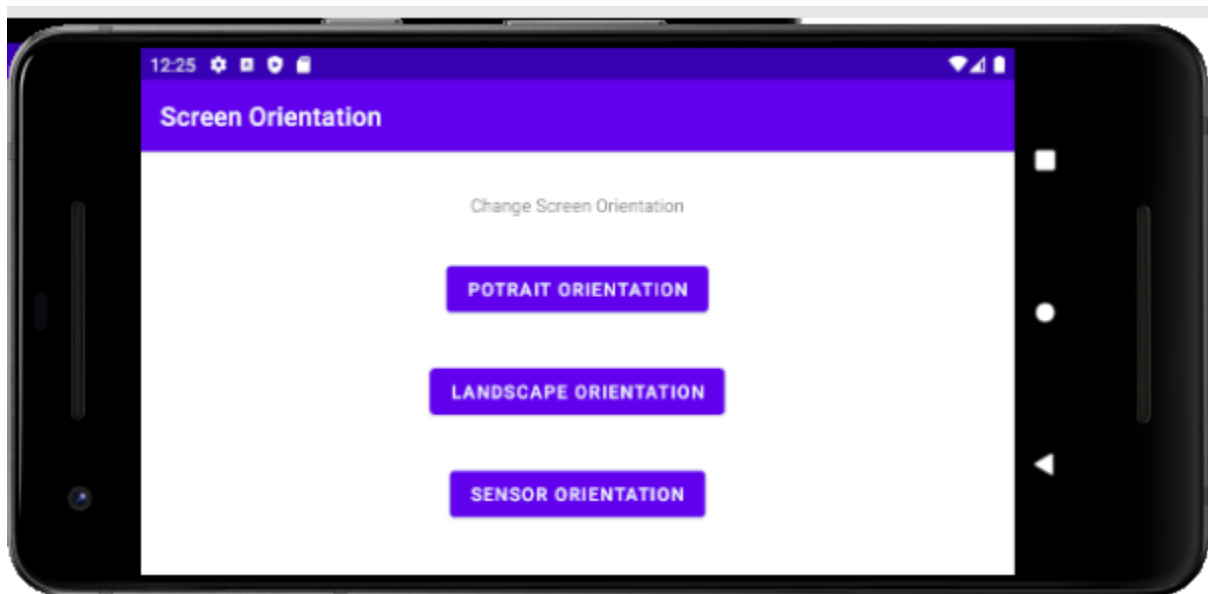 12:25
Screen Orientation
Change Screen Orientation
POTRAIT ORIENTATION
LANDSCAPE ORIENTATION
SENSOR ORIENTATION